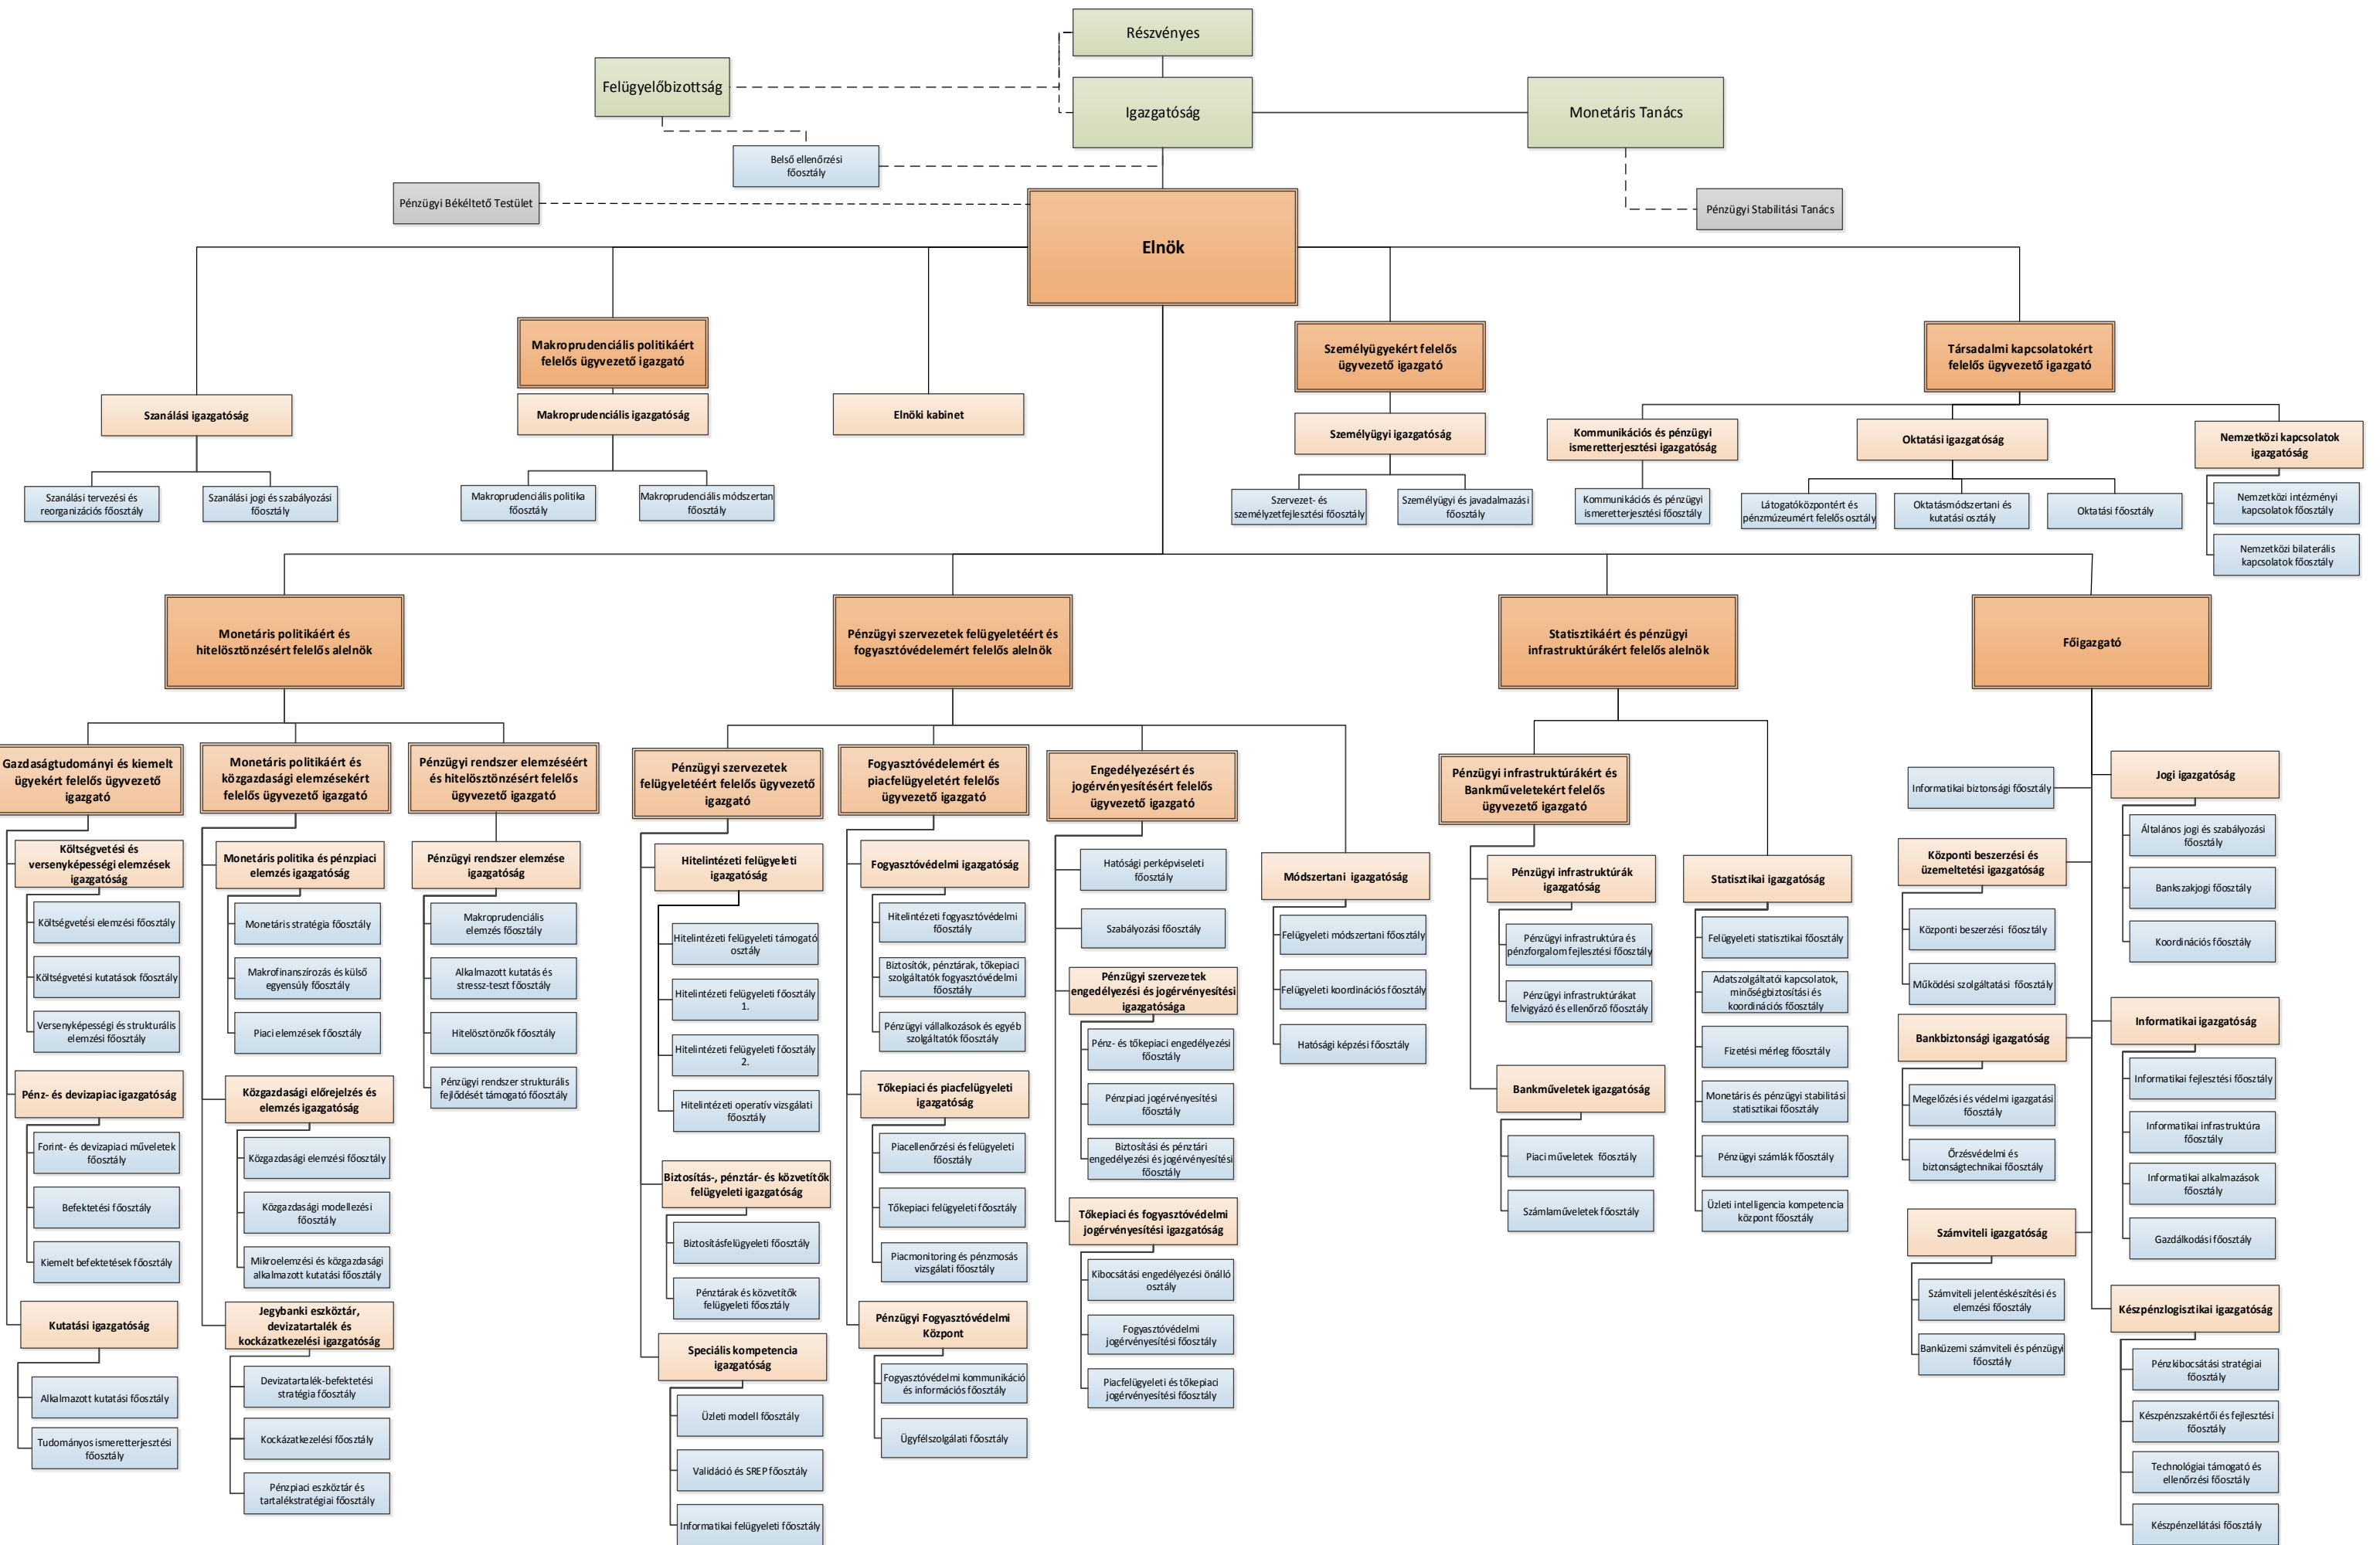 Részvényes
Felügyelőbizottság
Igazgatóság
Monetáris Tanács
Belső ellenőrzési
főosztály
Pénzügyi Békéltető Testület
Pénzügyi Stabilitási Tanács
Elnök
Makroprudenciális politikáért
felelős ügyvezető igazgató
Személyügyekért felelős
ügyvezető igazgató
Társadalmi kapcsolatokért
felelős ügyvezető igazgató
Szanálási igazgatóság
Makroprudenciális igazgatóság
Elnöki kabinet
Személyügyi igazgatóság
Kommunikációs és pénzügyi
ismeretterjesztési igazgatóság
Oktatási igazgatóság
Nemzetközi kapcsolatok
igazgatóság
Szanálási tervezési és
reorganizációs főosztály
Szanálási jogi és szabályozási
főosztály
Makroprudenciális politika
főosztály
Makroprudenciális módszertan
főosztály
Szervezet- és
személyzetfejlesztési főosztály
Személyügyi és javadalmazási
főosztály
Kommunikációs és pénzügyi
ismeretterjesztési főosztály
Látogatóközpontért és
pénzmúzeumért felelős osztály
Oktatásmódszertani és
kutatási osztály
Oktatási főosztály
Nemzetközi intézményi
kapcsolatok főosztály
Nemzetközi bilaterális
kapcsolatok főosztály
Monetáris politikáért és
hitelösztönzésért felelős alelnök
Pénzügyi szervezetek felügyeletéért és
fogyasztóvédelemért felelős alelnök
Statisztikáért és pénzügyi
infrastruktúrákért felelős alelnök
Főigazgató
Gazdaságtudományi és kiemelt
ügyekért felelős ügyvezető
igazgató
Költségvetési és
versenyképességi elemzések
igazgatóság
Költségvetési elemzési főosztály
Költségvetési kutatások főosztály
Versenyképességi és strukturális
elemzési főosztály
Pénz- és devizapiac igazgatóság
Forint- és devizapiaci műveletek
főosztály
Befektetési főosztály
Kiemelt befektetések főosztály
Kutatási igazgatóság
Alkalmazott kutatási főosztály
Tudományos ismeretterjesztési
főosztály
Monetáris politikáért és
közgazdasági elemzésekért
felelős ügyvezető igazgató
Monetáris politika és pénzpiaci
elemzés igazgatóság
Monetáris stratégia főosztály
Makrofinanszírozás és külső
egyensúly főosztály
Piaci elemzések főosztály
Közgazdasági előrejelzés és
elemzés igazgatóság
Közgazdasági elemzési főosztály
Közgazdasági modellezési
főosztály
Mikroelemzési és közgazdasági
alkalmazott kutatási főosztály
Jegybanki eszköztár,
devizatartalék és
kockázatkezelési igazgatóság
Devizatartalék-befektetési
stratégia főosztály
Kockázatkezelési főosztály
Pénzpiaci eszköztár és
tartalékstratégiai főosztály
Pénzügyi rendszer elemzéséért
és hitelösztönzésért felelős
ügyvezető igazgató
Pénzügyi rendszer elemzése
igazgatóság
Makroprudenciális
elemzés főosztály
Alkalmazott kutatás és
stressz-teszt főosztály
Hitelösztönzők főosztály
Pénzügyi rendszer strukturális
fejlődését támogató főosztály
Pénzügyi szervezetek
felügyeletéért felelős ügyvezető
igazgató
Hitelintézeti felügyeleti
igazgatóság
Hitelintézeti felügyeleti támogató
osztály
Hitelintézeti felügyeleti főosztály
1.
Hitelintézeti felügyeleti főosztály
2.
Hitelintézeti operatív vizsgálati
főosztály
Biztosítás-, pénztár- és közvetítők
felügyeleti igazgatóság
Biztosításfelügyeleti főosztály
Pénztárak és közvetítők
felügyeleti főosztály
Speciális kompetencia
igazgatóság
Üzleti modell főosztály
Validáció és SREP főosztály
Informatikai felügyeleti főosztály
Fogyasztóvédelemért és
piacfelügyeletért felelős
ügyvezető igazgató
Fogyasztóvédelmi igazgatóság
Hitelintézeti fogyasztóvédelmi
főosztály
Biztosítók, pénztárak, tőkepiaci
szolgáltatók fogyasztóvédelmi
főosztály
Pénzügyi vállalkozások és egyéb
szolgáltatók főosztály
Tőkepiaci és piacfelügyeleti
igazgatóság
Piacellenőrzési és felügyeleti
főosztály
Tőkepiaci felügyeleti főosztály
Piacmonitoring és pénzmosás
vizsgálati főosztály
Pénzügyi Fogyasztóvédelmi
Központ
Fogyasztóvédelmi kommunikáció
és információs főosztály
Ügyfélszolgálati főosztály
Engedélyezésért és
jogérvényesítésért felelős
ügyvezető igazgató
Hatósági perképviseleti
főosztály
Szabályozási főosztály
Pénzügyi szervezetek
engedélyezési és jogérvényesítési
igazgatósága
Pénz- és tőkepiaci engedélyezési
főosztály
Pénzpiaci jogérvényesítési
főosztály
Biztosítási és pénztári
engedélyezési és jogérvényesítési
főosztály
Tőkepiaci és fogyasztóvédelmi
jogérvényesítési igazgatóság
Kibocsátási engedélyezési önálló
osztály
Fogyasztóvédelmi
jogérvényesítési főosztály
Piacfelügyeleti és tőkepiaci
jogérvényesítési főosztály
Módszertani igazgatóság
Felügyeleti módszertani főosztály
Felügyeleti koordinációs főosztály
Hatósági képzési főosztály
Pénzügyi infrastruktúrákért és
Bankműveletekért felelős
ügyvezető igazgató
Pénzügyi infrastruktúrák
igazgatóság
Pénzügyi infrastruktúra és
pénzforgalom fejlesztési főosztály
Pénzügyi infrastruktúrákat
felvigyázó és ellenőrző főosztály
Bankműveletek igazgatóság
Piaci műveletek főosztály
Számlaműveletek főosztály
Statisztikai igazgatóság
Felügyeleti statisztikai főosztály
Adatszolgáltatói kapcsolatok,
minőségbiztosítási és
koordinációs főosztály
Fizetési mérleg főosztály
Monetáris és pénzügyi stabilitási
statisztikai főosztály
Pénzügyi számlák főosztály
Üzleti intelligencia kompetencia
központ főosztály
Informatikai biztonsági főosztály
Központi beszerzési és
üzemeltetési igazgatóság
Központi beszerzési főosztály
Működési szolgáltatási főosztály
Bankbiztonsági igazgatóság
Megelőzési és védelmi igazgatási
főosztály
Őrzésvédelmi és
biztonságtechnikai főosztály
Számviteli igazgatóság
Számviteli jelentéskészítési és
elemzési főosztály
Banküzemi számviteli és pénzügyi
főosztály
Jogi igazgatóság
Általános jogi és szabályozási
főosztály
Bankszakjogi főosztály
Koordinációs főosztály
Informatikai igazgatóság
Informatikai fejlesztési főosztály
Informatikai infrastruktúra
főosztály
Informatikai alkalmazások
főosztály
Gazdálkodási főosztály
Készpénzlogisztikai igazgatóság
Pénzkibocsátási stratégiai
főosztály
Készpénzszakértői és fejlesztési
főosztály
Technológiai támogató és
ellenőrzési főosztály
Készpénzellátási főosztály